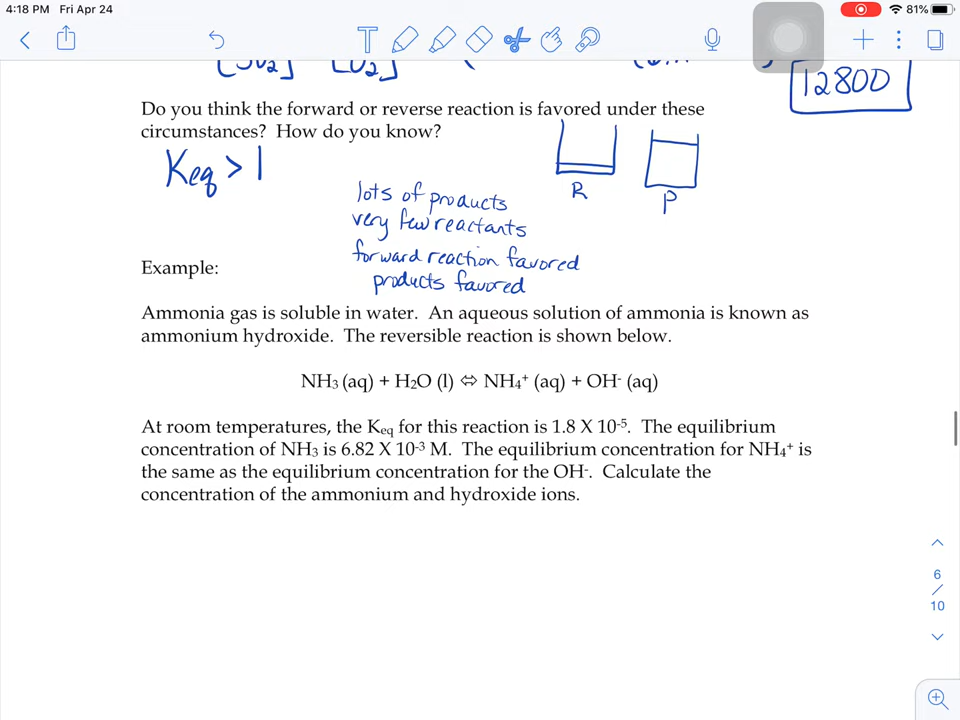 4:18 PM Fri Apr 24
81%
T
12800
Do you think the forward or reverse reaction is favored under these
circumstances? How do you know?
Keq > 1
R
P
lots of products
very few reactants
forward reaction favored
products favored
Example:
Ammonia gas is soluble in water. An aqueous solution of ammonia is known as
ammonium hydroxide. The reversible reaction is shown below.
NH₃ (aq) + H₂O (l) ⇔ NH₄⁺ (aq) + OH⁻ (aq)
At room temperatures, the Keq for this reaction is 1.8 X 10⁻⁵. The equilibrium
concentration of NH₃ is 6.82 X 10⁻³ M. The equilibrium concentration for NH₄⁺ is
the same as the equilibrium concentration for the OH⁻. Calculate the
concentration of the ammonium and hydroxide ions.
6
/
10